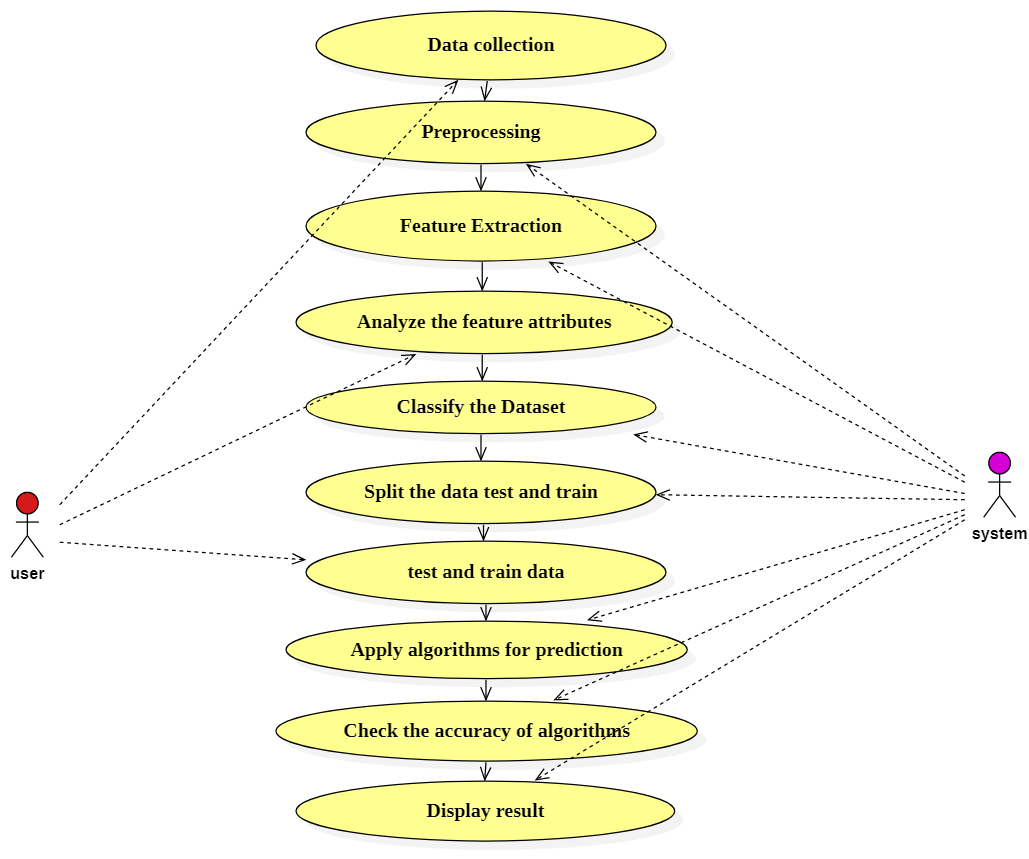 Data collection
Preprocessing
Feature Extraction
Analyze the feature attributes
Classify the Dataset
Split the data test and train
test and train data
Apply algorithms for prediction
Check the accuracy of algorithms
Display result
user
system